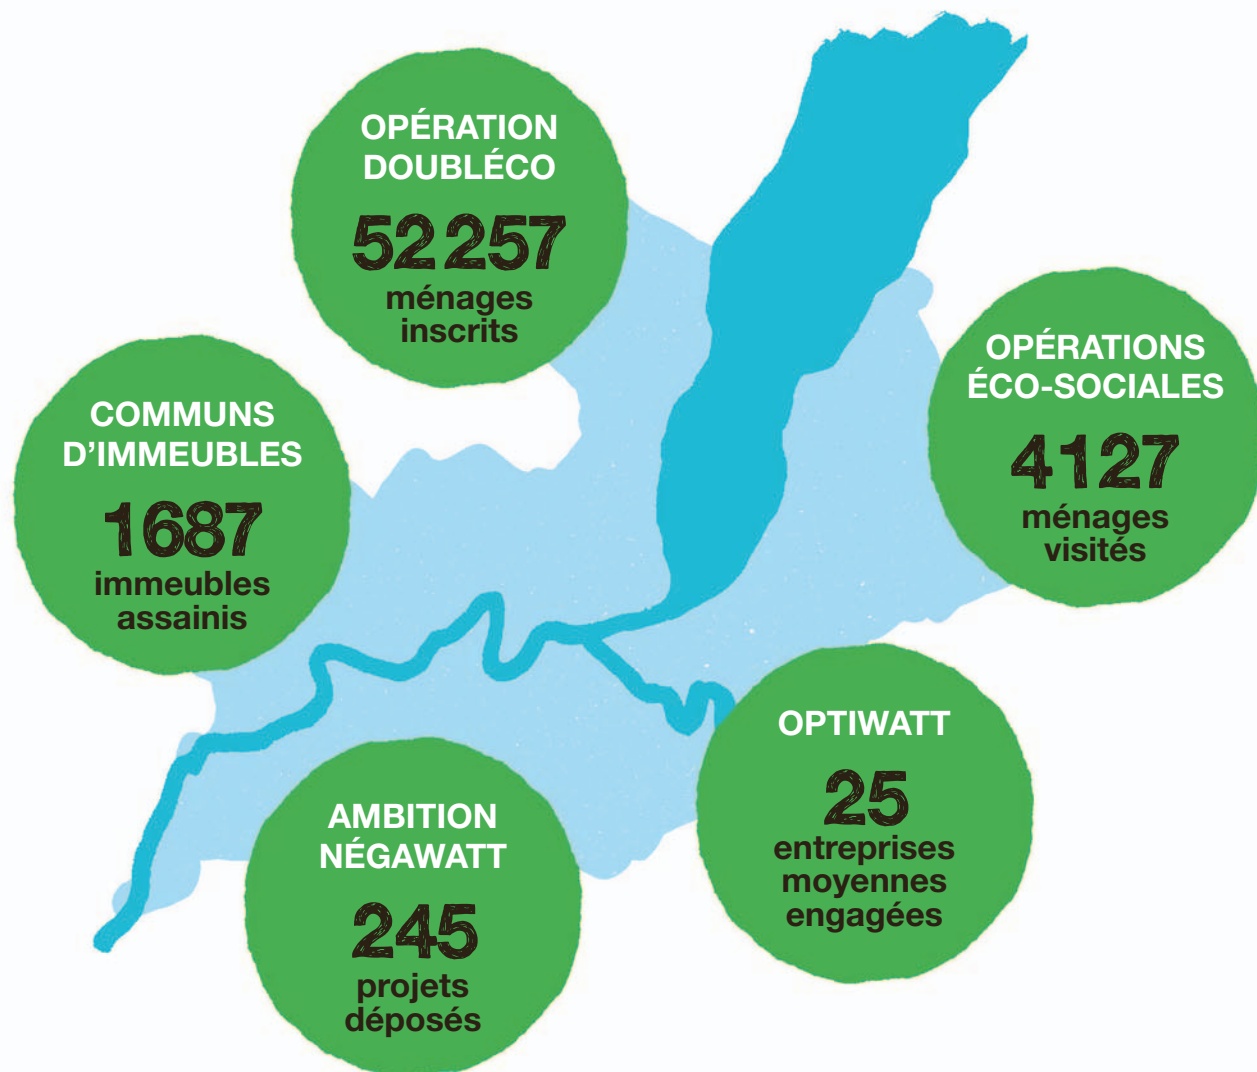 OPÉRATION
DOUBLÉCO
52 257
ménages
inscrits
COMMUNS
D'IMMEUBLES
1687
immeubles
assainis
OPÉRATIONS
ÉCO-SOCIALES
4127
ménages
visités
AMBITION
NÉGAWATT
245
projets
déposés
OPTIWATT
25
entreprises
moyennes
engagées